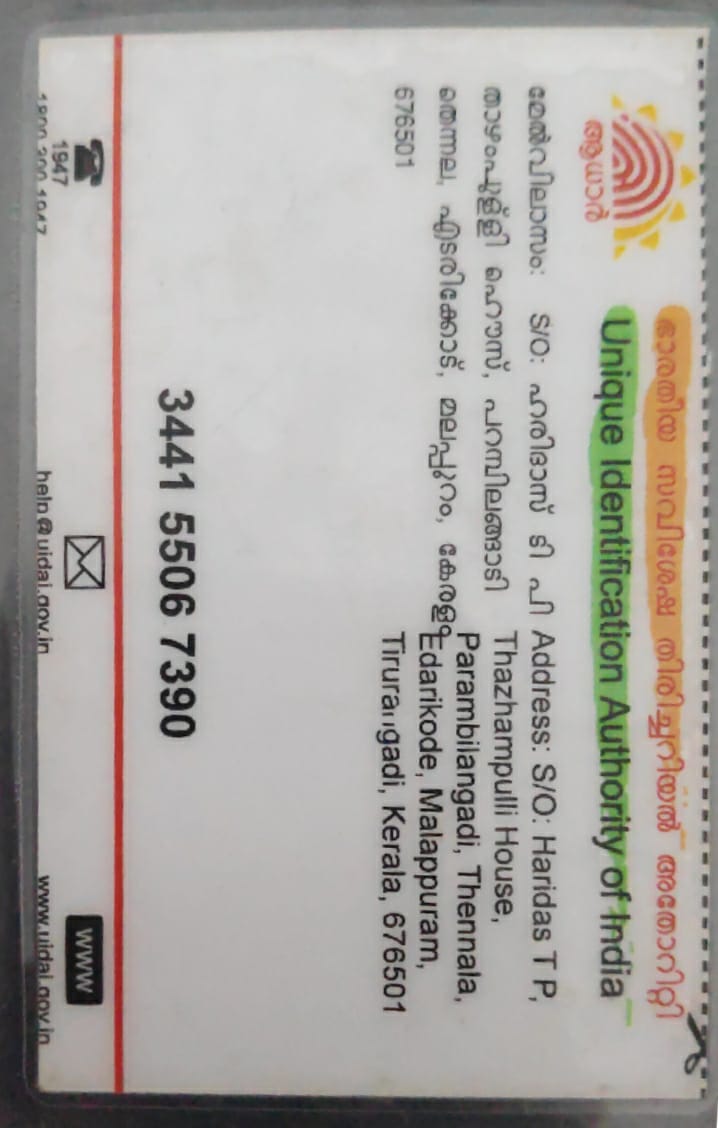 ഭാരതീയ സവിശേഷ തിരിച്ചറിയൽ അതോറിറ്റി
Unique Identification Authority of India
ആധാർ
മേൽവിലാസം: S/O: ഹരിദാസ് ടി പി
താഴംപുള്ളി ഹൌസ്, പറമ്പിലങ്ങാടി
തെന്നല, എടരിക്കോട്, മലപ്പുറം, കേരളം
676501
Address: S/O: Haridas T P,
Thazhampulli House,
Parambilangadi, Thennala,
Edarikode, Malappuram,
Tirurangadi, Kerala, 676501
3441 5506 7390
1947
1800 300 1947
help@uidai.gov.in
www
www.uidai.gov.in